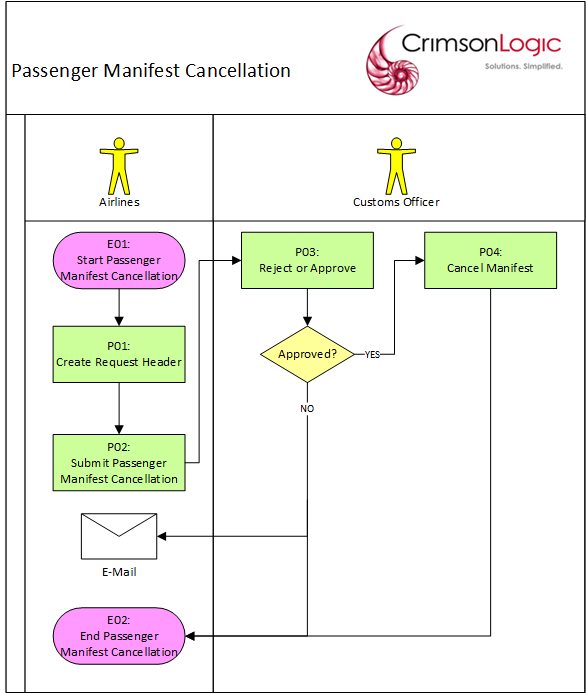 Passenger Manifest Cancellation
CrimsonLogic
Solutions. Simplified.
Airlines
Customs Officer
E01:
Start Passenger
Manifest Cancellation
P01:
Create Request Header
P02:
Submit Passenger
Manifest Cancellation
P03:
Reject or Approve
P04:
Cancel Manifest
Approved?
YES
NO
E-Mail
E02:
End Passenger
Manifest Cancellation